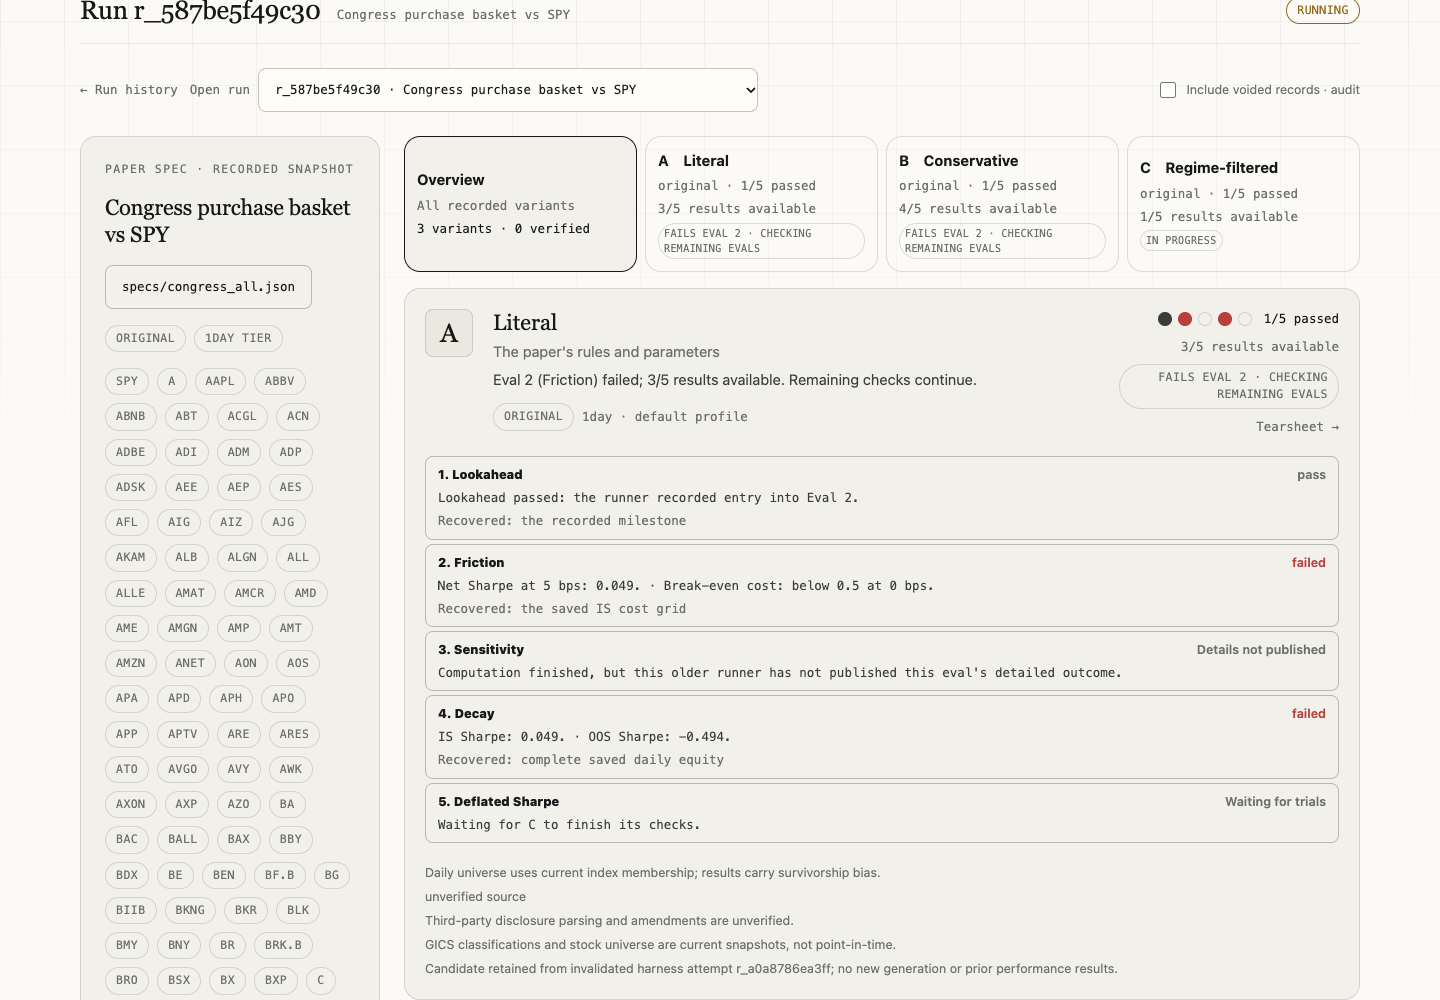 Run r_587be5f49c30 Congress purchase basket vs SPY RUNNING
← Run history Open run r_587be5f49c30 · Congress purchase basket vs SPY Include voided records · audit
PAPER SPEC · RECORDED SNAPSHOT
Congress purchase basket
vs SPY
specs/congress_all.json
ORIGINAL 1DAY TIER
SPY A AAPL ABBV
ABNB ABT ACGL ACN
ADBE ADI ADM ADP
ADSK AEE AEP AES
AFL AIG AIZ AJG
AKAM ALB ALGN ALL
ALLE AMAT AMCR AMD
AME AMGN AMP AMT
AMZN ANET AON AOS
APA APD APH APO
APP APTV ARE ARES
ATO AVGO AVY AWK
AXON AXP AZO BA
BAC BALL BAX BBY
BDX BE BEN BF.B BG
BIIB BKNG BKR BLK
BMY BNY BR BRK.B
BRO BSX BX BXP C
Overview
All recorded variants
3 variants · 0 verified
A Literal
original · 1/5 passed
3/5 results available
FAILS EVAL 2 · CHECKING
REMAINING EVALS
B Conservative
original · 1/5 passed
4/5 results available
FAILS EVAL 2 · CHECKING
REMAINING EVALS
C Regime-filtered
original · 1/5 passed
1/5 results available
IN PROGRESS
A
Literal
The paper's rules and parameters
Eval 2 (Friction) failed; 3/5 results available. Remaining checks continue.
ORIGINAL 1day · default profile
1/5 passed
3/5 results available
FAILS EVAL 2 · CHECKING
REMAINING EVALS
Tearsheet →
1. Lookahead pass
Lookahead passed: the runner recorded entry into Eval 2.
Recovered: the recorded milestone
2. Friction failed
Net Sharpe at 5 bps: 0.049. · Break-even cost: below 0.5 at 0 bps.
Recovered: the saved IS cost grid
3. Sensitivity Details not published
Computation finished, but this older runner has not published this eval's detailed outcome.
4. Decay failed
IS Sharpe: 0.049. · OOS Sharpe: −0.494.
Recovered: complete saved daily equity
5. Deflated Sharpe Waiting for trials
Waiting for C to finish its checks.
Daily universe uses current index membership; results carry survivorship bias.
unverified source
Third-party disclosure parsing and amendments are unverified.
GICS classifications and stock universe are current snapshots, not point-in-time.
Candidate retained from invalidated harness attempt r_a0a8786ea3ff; no new generation or prior performance results.